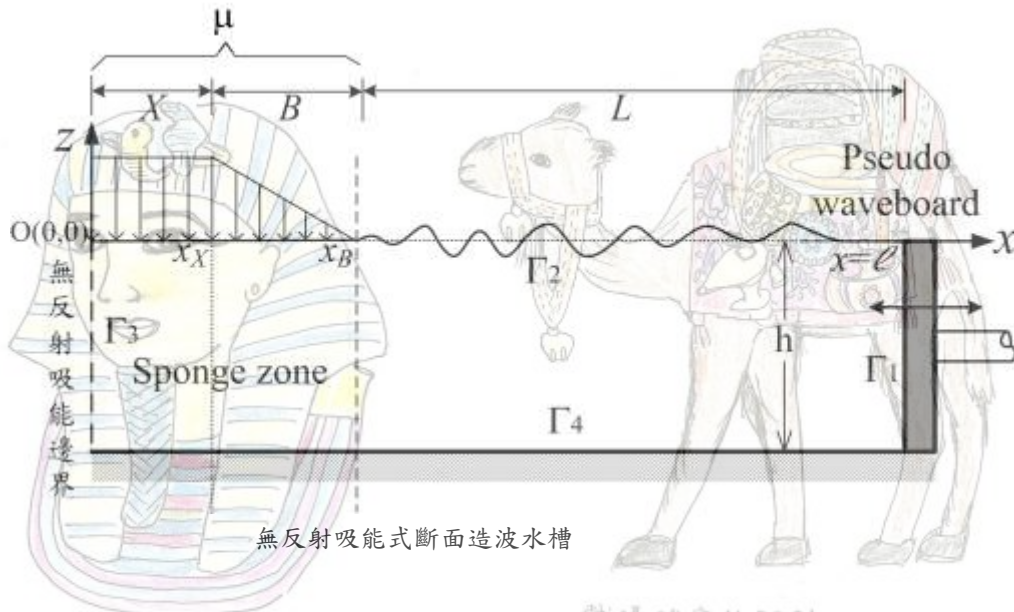 μ
X B L
Z
Pseudo
waveboard
O(0,0)
x_X x_B x=ℓ x
Γ2
無反射吸能邊界
Γ3
Sponge zone
h
Γ1
Γ4
無反射吸能式斷面造波水槽